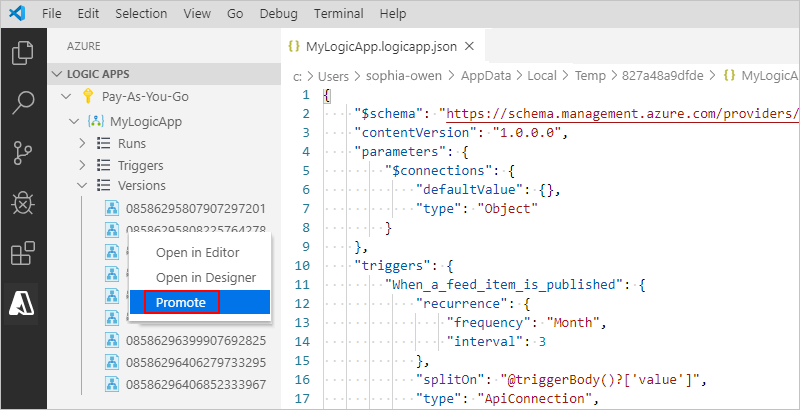 File Edit Selection View Go Debug Terminal Help
AZURE
LOGIC APPS
Pay-As-You-Go
MyLogicApp
Runs
Triggers
Versions
08586295807907297201
08586295808225764278
Open in Editor
Open in Designer
Promote
08586296399907692825
08586296406279733295
08586296406852333967
MyLogicApp.logicapp.json
c: > Users > sophia-owen > AppData > Local > Temp > 827a48a9dfde > {} MyLogicA
1 {
2 "$schema": "https://schema.management.azure.com/providers/
3 "contentVersion": "1.0.0.0",
4 "parameters": {
5 "$connections": {
6 "defaultValue": {},
7 "type": "Object"
8 }
9 },
10 "triggers": {
11 "When_a_feed_item_is_published": {
12 "recurrence": {
13 "frequency": "Month",
14 "interval": 3
15 },
16 "splitOn": "@triggerBody()?['value']",
17 "type": "ApiConnection",